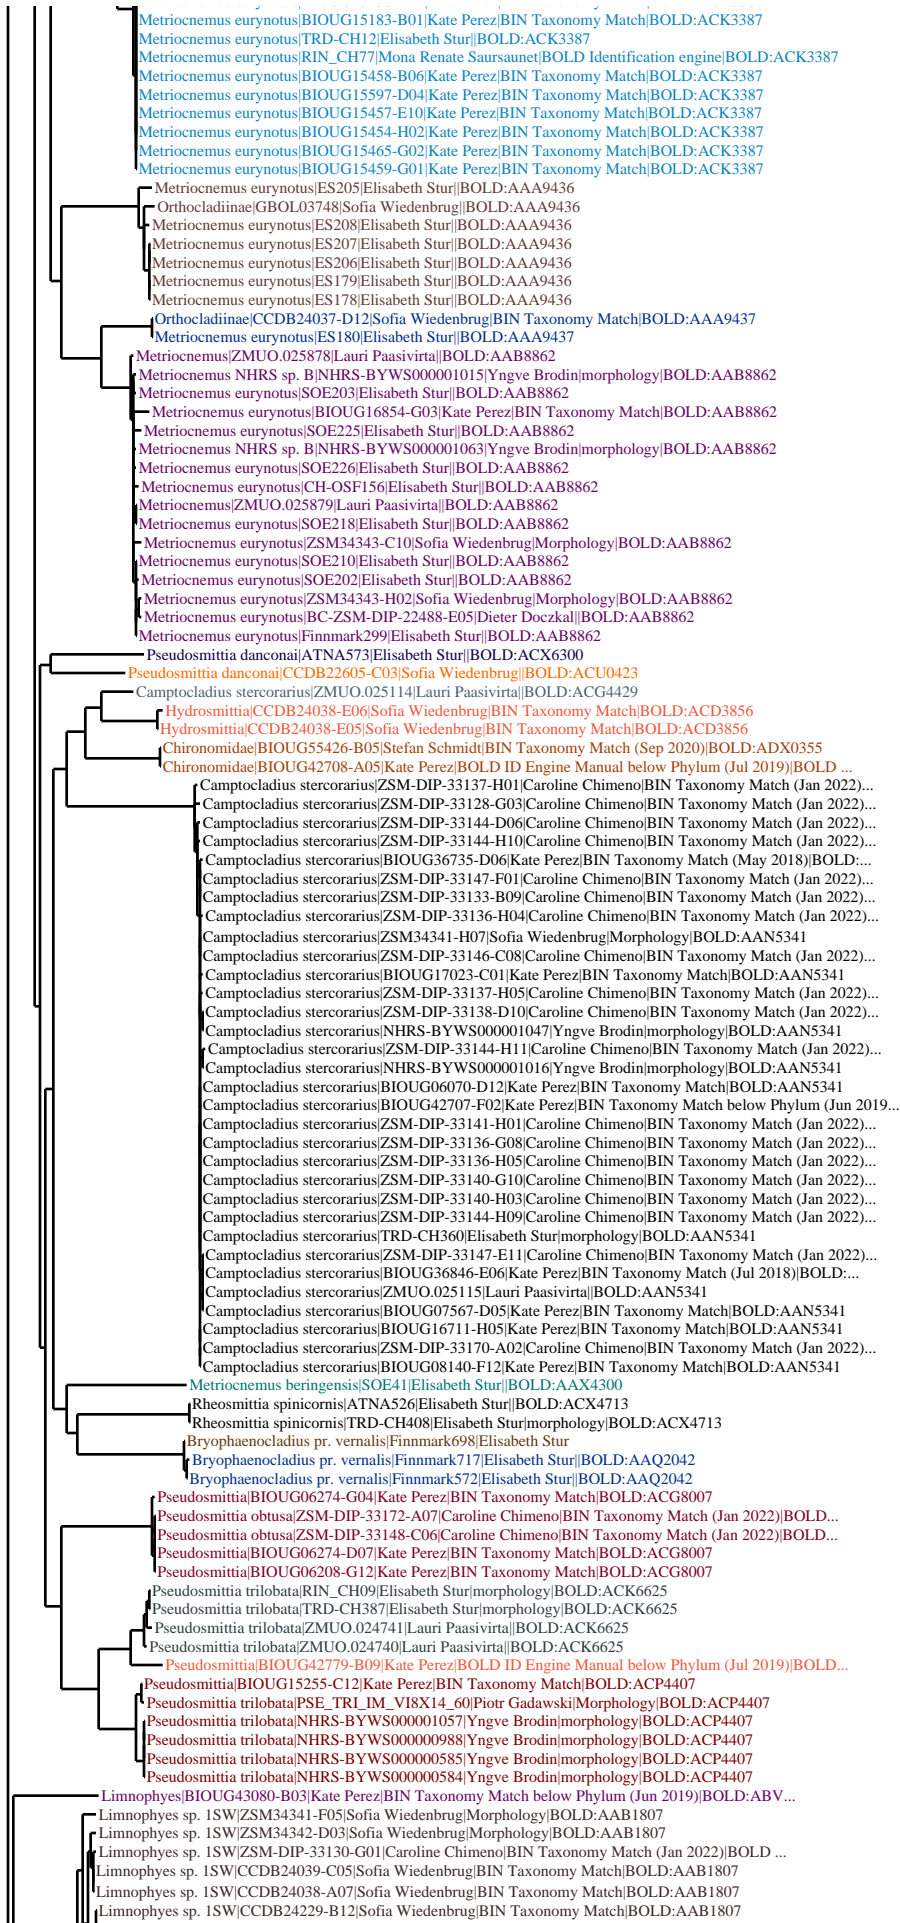 Metriocnemus eurynotus|BIOUG15183-B01|Kate Perez|BIN Taxonomy Match|BOLD:ACK3387
Metriocnemus eurynotus|TRD-CH12|Elisabeth Stur||BOLD:ACK3387
Metriocnemus eurynotus|RIN_CH77|Mona Renate Saursaunet|BOLD Identification engine|BOLD:ACK3387
Metriocnemus eurynotus|BIOUG15458-B06|Kate Perez|BIN Taxonomy Match|BOLD:ACK3387
Metriocnemus eurynotus|BIOUG15597-D04|Kate Perez|BIN Taxonomy Match|BOLD:ACK3387
Metriocnemus eurynotus|BIOUG15457-E10|Kate Perez|BIN Taxonomy Match|BOLD:ACK3387
Metriocnemus eurynotus|BIOUG15454-H02|Kate Perez|BIN Taxonomy Match|BOLD:ACK3387
Metriocnemus eurynotus|BIOUG15465-G02|Kate Perez|BIN Taxonomy Match|BOLD:ACK3387
Metriocnemus eurynotus|BIOUG15459-G01|Kate Perez|BIN Taxonomy Match|BOLD:ACK3387
Metriocnemus eurynotus|ES205|Elisabeth Stur||BOLD:AAA9436
Orthocladiinae|GBOL03748|Sofia Wiedenbrug||BOLD:AAA9436
Metriocnemus eurynotus|ES208|Elisabeth Stur||BOLD:AAA9436
Metriocnemus eurynotus|ES207|Elisabeth Stur||BOLD:AAA9436
Metriocnemus eurynotus|ES206|Elisabeth Stur||BOLD:AAA9436
Metriocnemus eurynotus|ES179|Elisabeth Stur||BOLD:AAA9436
Metriocnemus eurynotus|ES178|Elisabeth Stur||BOLD:AAA9436
Orthocladiinae|CCDB24037-D12|Sofia Wiedenbrug|BIN Taxonomy Match|BOLD:AAA9437
Metriocnemus eurynotus|ES180|Elisabeth Stur||BOLD:AAA9437
Metriocnemus|ZMUO.025878|Lauri Paasivirta||BOLD:AAB8862
Metriocnemus NHRS sp. B|NHRS-BYWS000001015|Yngve Brodin|morphology|BOLD:AAB8862
Metriocnemus eurynotus|SOE203|Elisabeth Stur||BOLD:AAB8862
Metriocnemus eurynotus|BIOUG16854-G03|Kate Perez|BIN Taxonomy Match|BOLD:AAB8862
Metriocnemus eurynotus|SOE225|Elisabeth Stur||BOLD:AAB8862
Metriocnemus NHRS sp. B|NHRS-BYWS000001063|Yngve Brodin|morphology|BOLD:AAB8862
Metriocnemus eurynotus|SOE226|Elisabeth Stur||BOLD:AAB8862
Metriocnemus eurynotus|CH-OSF156|Elisabeth Stur||BOLD:AAB8862
Metriocnemus|ZMUO.025879|Lauri Paasivirta||BOLD:AAB8862
Metriocnemus eurynotus|SOE218|Elisabeth Stur||BOLD:AAB8862
Metriocnemus eurynotus|ZSM34343-C10|Sofia Wiedenbrug|Morphology|BOLD:AAB8862
Metriocnemus eurynotus|SOE210|Elisabeth Stur||BOLD:AAB8862
Metriocnemus eurynotus|SOE202|Elisabeth Stur||BOLD:AAB8862
Metriocnemus eurynotus|ZSM34343-H02|Sofia Wiedenbrug|Morphology|BOLD:AAB8862
Metriocnemus eurynotus|BC-ZSM-DIP-22488-E05|Dieter Doczkal||BOLD:AAB8862
Metriocnemus eurynotus|Finnmark299|Elisabeth Stur||BOLD:AAB8862
Pseudosmittia danconai|ATNA573|Elisabeth Stur||BOLD:ACX6300
Pseudosmittia danconai|CCDB22605-C03|Sofia Wiedenbrug||BOLD:ACU0423
Camptocladius stercorarius|ZMUO.025114|Lauri Paasivirta||BOLD:ACG4429
Hydrosmittia|CCDB24038-E06|Sofia Wiedenbrug|BIN Taxonomy Match|BOLD:ACD3856
Hydrosmittia|CCDB24038-E05|Sofia Wiedenbrug|BIN Taxonomy Match|BOLD:ACD3856
Chironomidae|BIOUG55426-B05|Stefan Schmidt|BIN Taxonomy Match (Sep 2020)|BOLD:ADX0355
Chironomidae|BIOUG42708-A05|Kate Perez|BOLD ID Engine Manual below Phylum (Jul 2019)|BOLD ...
Camptocladius stercorarius|ZSM-DIP-33137-H01|Caroline Chimeno|BIN Taxonomy Match (Jan 2022)...
Camptocladius stercorarius|ZSM-DIP-33128-G03|Caroline Chimeno|BIN Taxonomy Match (Jan 2022)...
Camptocladius stercorarius|ZSM-DIP-33144-D06|Caroline Chimeno|BIN Taxonomy Match (Jan 2022)...
Camptocladius stercorarius|ZSM-DIP-33144-H10|Caroline Chimeno|BIN Taxonomy Match (Jan 2022)...
Camptocladius stercorarius|BIOUG36735-D06|Kate Perez|BIN Taxonomy Match (May 2018)|BOLD:...
Camptocladius stercorarius|ZSM-DIP-33147-F01|Caroline Chimeno|BIN Taxonomy Match (Jan 2022)...
Camptocladius stercorarius|ZSM-DIP-33133-B09|Caroline Chimeno|BIN Taxonomy Match (Jan 2022)...
Camptocladius stercorarius|ZSM-DIP-33136-H04|Caroline Chimeno|BIN Taxonomy Match (Jan 2022)...
Camptocladius stercorarius|ZSM34341-H07|Sofia Wiedenbrug|Morphology|BOLD:AAN5341
Camptocladius stercorarius|ZSM-DIP-33146-C08|Caroline Chimeno|BIN Taxonomy Match (Jan 2022)...
Camptocladius stercorarius|BIOUG17023-C01|Kate Perez|BIN Taxonomy Match|BOLD:AAN5341
Camptocladius stercorarius|ZSM-DIP-33137-H05|Caroline Chimeno|BIN Taxonomy Match (Jan 2022)...
Camptocladius stercorarius|ZSM-DIP-33138-D10|Caroline Chimeno|BIN Taxonomy Match (Jan 2022)...
Camptocladius stercorarius|NHRS-BYWS000001047|Yngve Brodin|morphology|BOLD:AAN5341
Camptocladius stercorarius|ZSM-DIP-33144-H11|Caroline Chimeno|BIN Taxonomy Match (Jan 2022)...
Camptocladius stercorarius|NHRS-BYWS000001016|Yngve Brodin|morphology|BOLD:AAN5341
Camptocladius stercorarius|BIOUG06070-D12|Kate Perez|BIN Taxonomy Match|BOLD:AAN5341
Camptocladius stercorarius|BIOUG42707-F02|Kate Perez|BIN Taxonomy Match below Phylum (Jun 2019...
Camptocladius stercorarius|ZSM-DIP-33141-H01|Caroline Chimeno|BIN Taxonomy Match (Jan 2022)...
Camptocladius stercorarius|ZSM-DIP-33136-G08|Caroline Chimeno|BIN Taxonomy Match (Jan 2022)...
Camptocladius stercorarius|ZSM-DIP-33136-H05|Caroline Chimeno|BIN Taxonomy Match (Jan 2022)...
Camptocladius stercorarius|ZSM-DIP-33140-G10|Caroline Chimeno|BIN Taxonomy Match (Jan 2022)...
Camptocladius stercorarius|ZSM-DIP-33140-H03|Caroline Chimeno|BIN Taxonomy Match (Jan 2022)...
Camptocladius stercorarius|ZSM-DIP-33144-H09|Caroline Chimeno|BIN Taxonomy Match (Jan 2022)...
Camptocladius stercorarius|TRD-CH360|Elisabeth Stur|morphology|BOLD:AAN5341
Camptocladius stercorarius|ZSM-DIP-33147-E11|Caroline Chimeno|BIN Taxonomy Match (Jan 2022)...
Camptocladius stercorarius|BIOUG36846-E06|Kate Perez|BIN Taxonomy Match (Jul 2018)|BOLD:...
Camptocladius stercorarius|ZMUO.025115|Lauri Paasivirta||BOLD:AAN5341
Camptocladius stercorarius|BIOUG07567-D05|Kate Perez|BIN Taxonomy Match|BOLD:AAN5341
Camptocladius stercorarius|BIOUG16711-H05|Kate Perez|BIN Taxonomy Match|BOLD:AAN5341
Camptocladius stercorarius|ZSM-DIP-33170-A02|Caroline Chimeno|BIN Taxonomy Match (Jan 2022)...
Camptocladius stercorarius|BIOUG08140-F12|Kate Perez|BIN Taxonomy Match|BOLD:AAN5341
Metriocnemus beringensis|SOE41|Elisabeth Stur||BOLD:AAX4300
Rheosmittia spinicornis|ATNA526|Elisabeth Stur||BOLD:ACX4713
Rheosmittia spinicornis|TRD-CH408|Elisabeth Stur|morphology|BOLD:ACX4713
Bryophaenocladius pr. vernalis|Finnmark698|Elisabeth Stur
Bryophaenocladius pr. vernalis|Finnmark717|Elisabeth Stur||BOLD:AAQ2042
Bryophaenocladius pr. vernalis|Finnmark572|Elisabeth Stur||BOLD:AAQ2042
Pseudosmittia|BIOUG06274-G04|Kate Perez|BIN Taxonomy Match|BOLD:ACG8007
Pseudosmittia obtusa|ZSM-DIP-33172-A07|Caroline Chimeno|BIN Taxonomy Match (Jan 2022)|BOLD...
Pseudosmittia obtusa|ZSM-DIP-33148-C06|Caroline Chimeno|BIN Taxonomy Match (Jan 2022)|BOLD...
Pseudosmittia|BIOUG06274-D07|Kate Perez|BIN Taxonomy Match|BOLD:ACG8007
Pseudosmittia|BIOUG06208-G12|Kate Perez|BIN Taxonomy Match|BOLD:ACG8007
Pseudosmittia trilobata|RIN_CH09|Elisabeth Stur|morphology|BOLD:ACK6625
Pseudosmittia trilobata|TRD-CH387|Elisabeth Stur|morphology|BOLD:ACK6625
Pseudosmittia trilobata|ZMUO.024741|Lauri Paasivirta||BOLD:ACK6625
Pseudosmittia trilobata|ZMUO.024740|Lauri Paasivirta||BOLD:ACK6625
Pseudosmittia|BIOUG42779-B09|Kate Perez|BOLD ID Engine Manual below Phylum (Jul 2019)|BOLD...
Pseudosmittia|BIOUG15255-C12|Kate Perez|BIN Taxonomy Match|BOLD:ACP4407
Pseudosmittia trilobata|PSE_TRI_IM_VI8X14_60|Piotr Gadawski|Morphology|BOLD:ACP4407
Pseudosmittia trilobata|NHRS-BYWS000001057|Yngve Brodin|morphology|BOLD:ACP4407
Pseudosmittia trilobata|NHRS-BYWS000000988|Yngve Brodin|morphology|BOLD:ACP4407
Pseudosmittia trilobata|NHRS-BYWS000000585|Yngve Brodin|morphology|BOLD:ACP4407
Pseudosmittia trilobata|NHRS-BYWS000000584|Yngve Brodin|morphology|BOLD:ACP4407
Limnophyes|BIOUG43080-B03|Kate Perez|BIN Taxonomy Match below Phylum (Jun 2019)|BOLD:ABV...
Limnophyes sp. 1SW|ZSM34341-F05|Sofia Wiedenbrug|Morphology|BOLD:AAB1807
Limnophyes sp. 1SW|ZSM34342-D03|Sofia Wiedenbrug|Morphology|BOLD:AAB1807
Limnophyes sp. 1SW|ZSM-DIP-33130-G01|Caroline Chimeno|BIN Taxonomy Match (Jan 2022)|BOLD ...
Limnophyes sp. 1SW|CCDB24039-C05|Sofia Wiedenbrug|BIN Taxonomy Match|BOLD:AAB1807
Limnophyes sp. 1SW|CCDB24038-A07|Sofia Wiedenbrug|BIN Taxonomy Match|BOLD:AAB1807
Limnophyes sp. 1SW|CCDB24229-B12|Sofia Wiedenbrug|BIN Taxonomy Match|BOLD:AAB1807